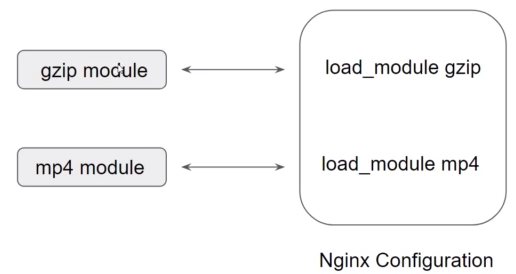 gzip module
load_module gzip
mp4 module
load_module mp4
Nginx Configuration